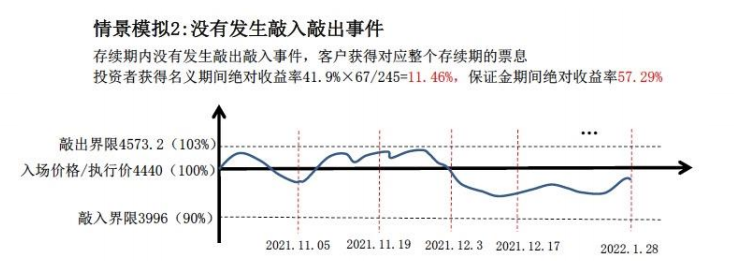 情景模拟2:没有发生敲入敲出事件
存续期内没有发生敲出敲入事件，客户获得对应整个存续期的票息
投资者获得名义期间绝对收益率41.9%×67/245=11.46%，保证金期间绝对收益率57.29%
...
敲出界限4573.2（103%）
入场价格/执行价4440（100%）
敲入界限3996（90%）
2021.11.05 2021.11.19 2021.12.3 2021.12.17 2022.1.28